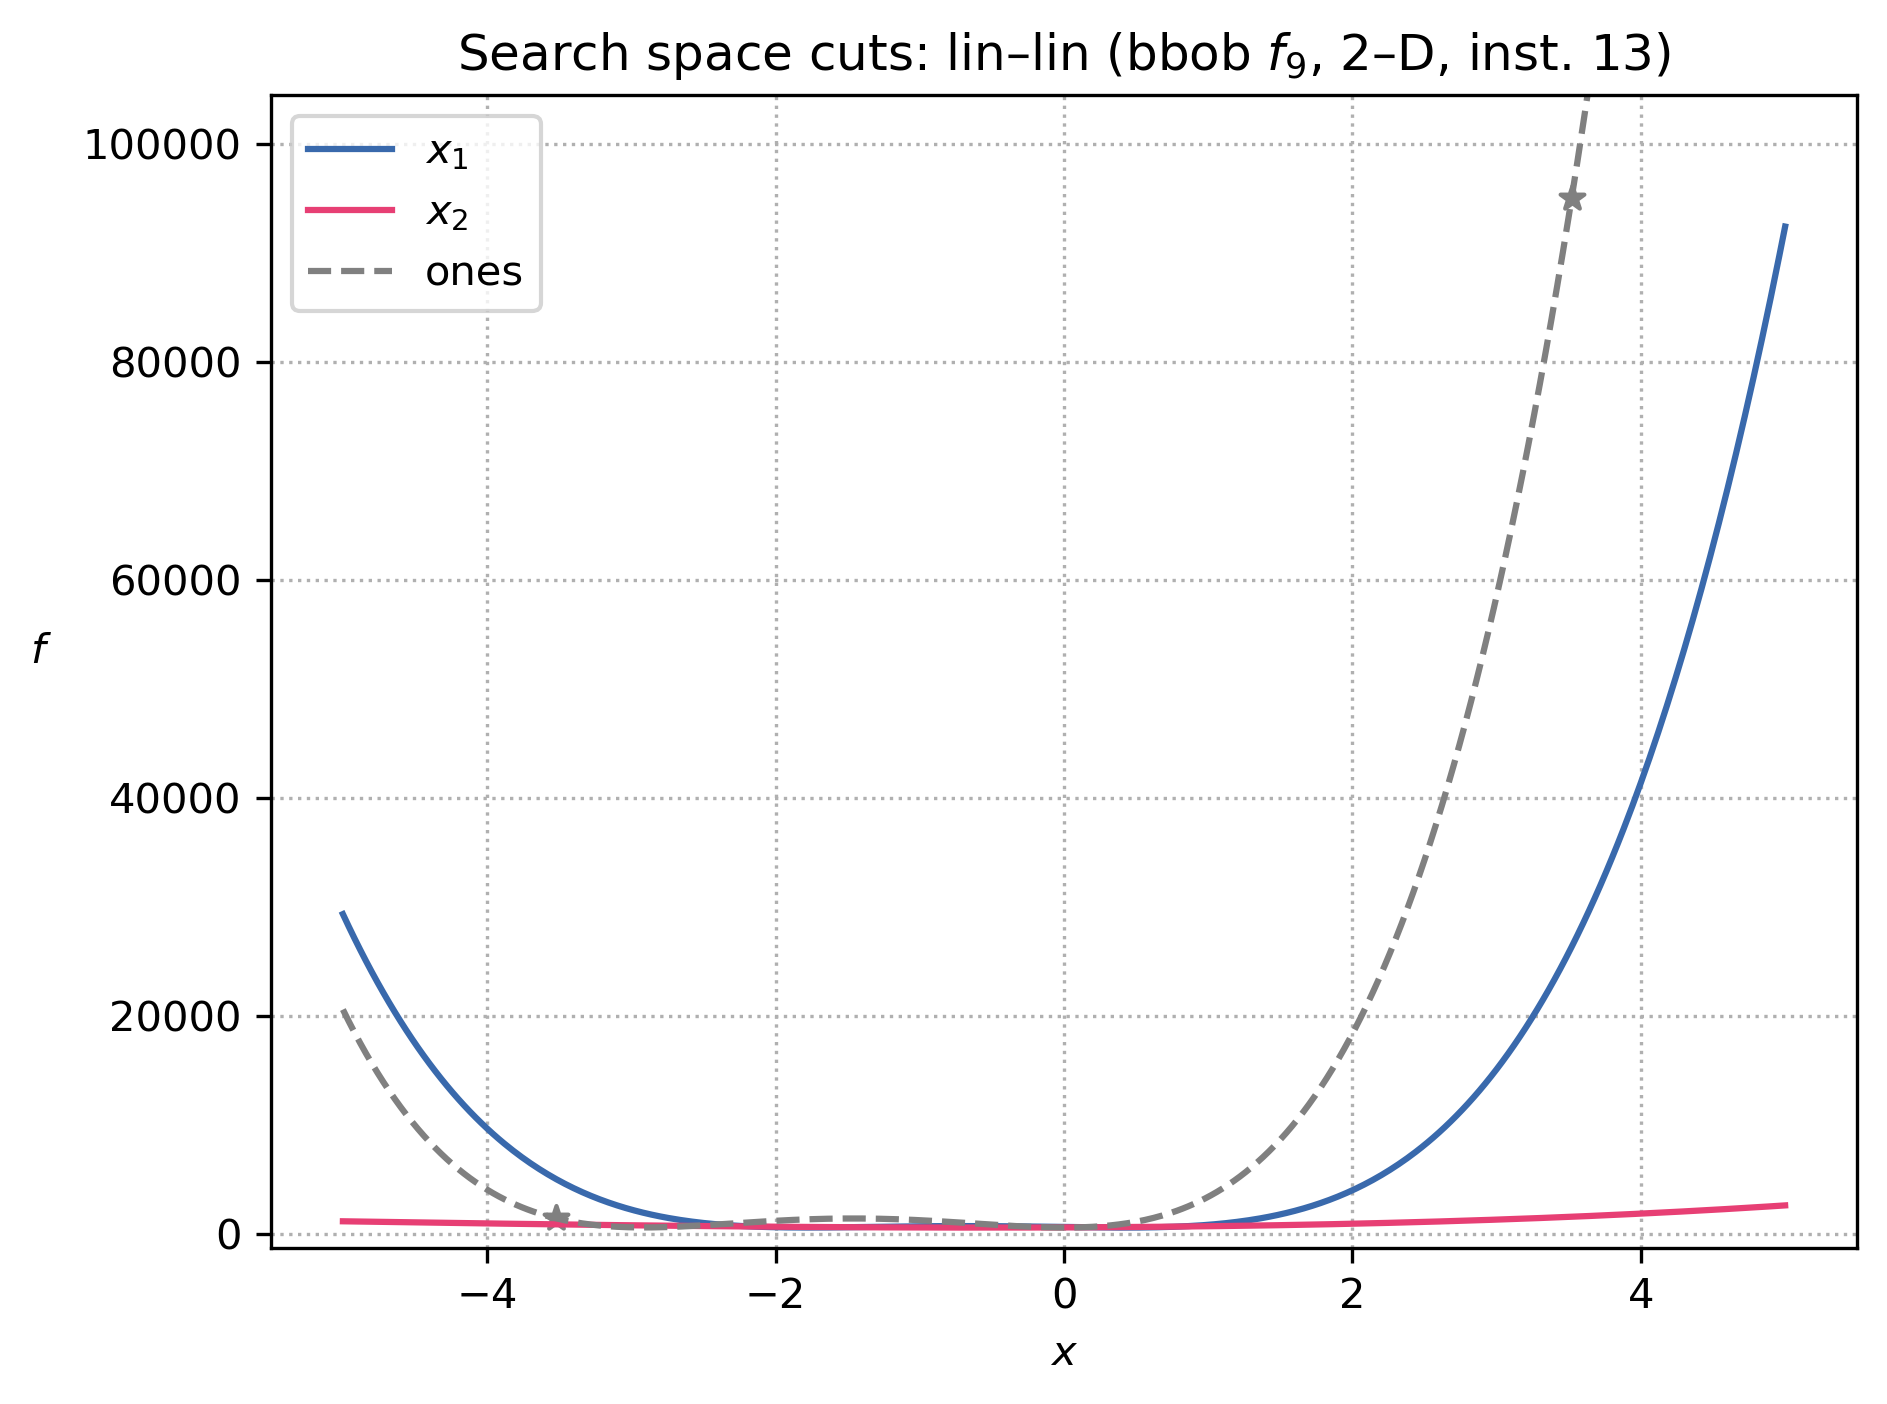 Search space cuts: lin–lin (bbob f₉, 2–D, inst. 13)
x₁
x₂
ones
100000
80000
60000
40000
20000
0
f
−4
−2
0
2
4
x